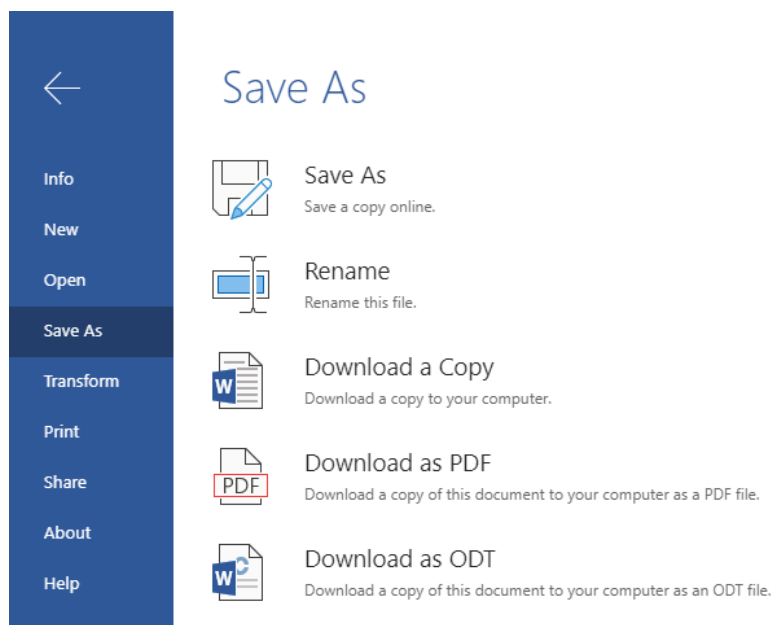 Save As
Info
New
Open
Save As
Transform
Print
Share
About
Help
Save As
Save a copy online.
Rename
Rename this file.
W
Download a Copy
Download a copy to your computer.
PDF
Download as PDF
Download a copy of this document to your computer as a PDF file.
W
Download as ODT
Download a copy of this document to your computer as an ODT file.